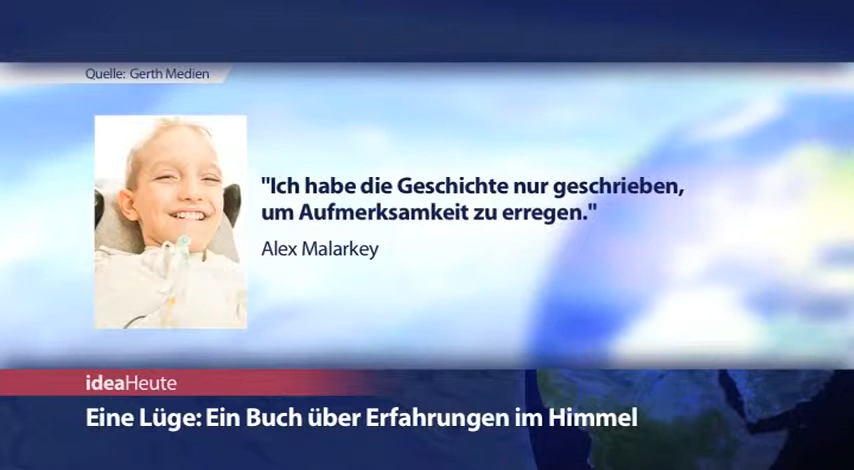 Quelle: Gerth Medien
"Ich habe die Geschichte nur geschrieben,
um Aufmerksamkeit zu erregen."
Alex Malarkey
ideaHeute
Eine Lüge: Ein Buch über Erfahrungen im Himmel